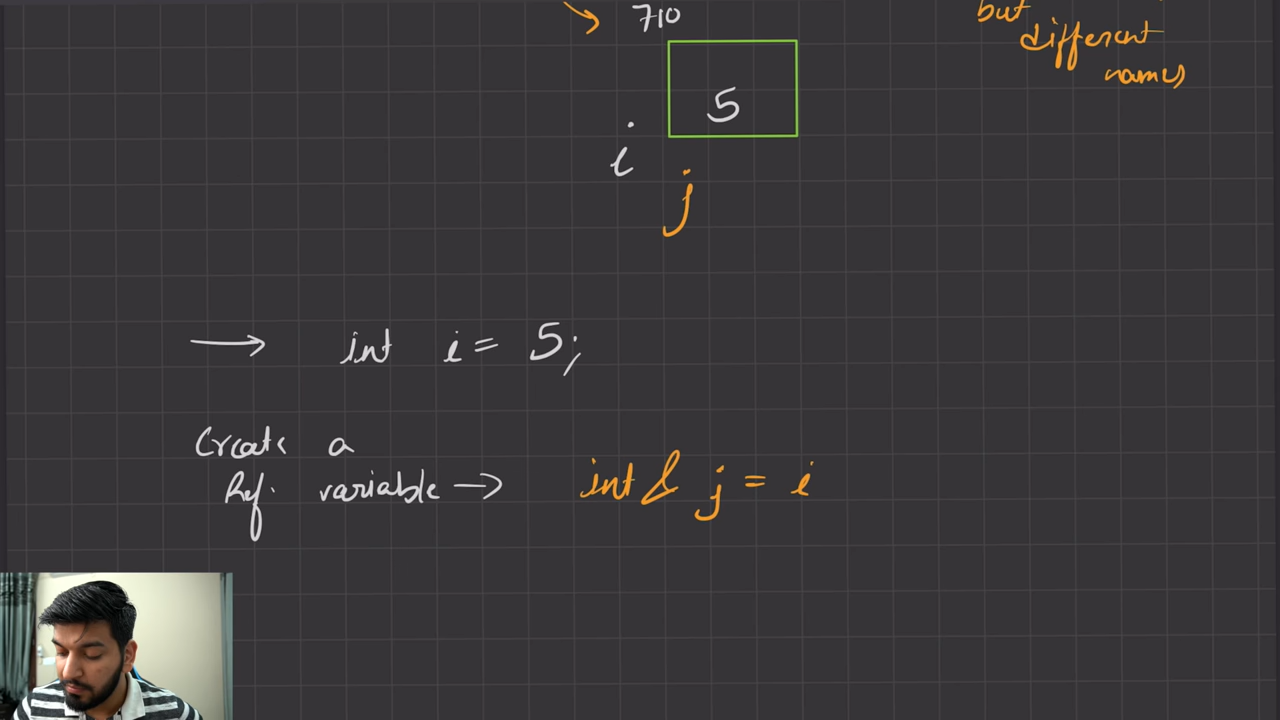 710
but
different
names
5
i
j
int i = 5;
Create a
Ref. variable → int& j = i